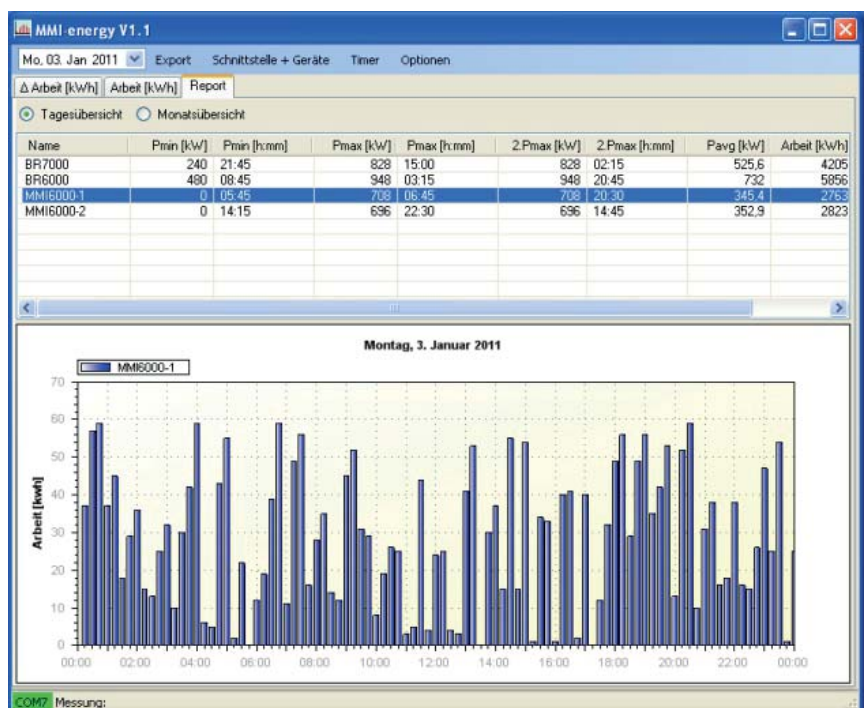 MMI-energy V1.1
Mo, 03. Jan 2011 Export Schnittstelle + Geräte Timer Optionen
Δ Arbeit [kWh] Arbeit [kWh] Report
Tagesübersicht Monatsübersicht
Name Pmin [kW] Pmin [h:mm] Pmax [kW] Pmax [h:mm] 2.Pmax [kW] 2.Pmax [h:mm] Pavg [kW] Arbeit [kWh]
BR7000 240 21:45 828 15:00 828 02:15 525,6 4205
BR6000 480 08:45 948 03:15 948 20:45 732 5856
MMI6000-1 0 05:45 708 06:45 708 20:30 345,4 2763
MMI6000-2 0 14:15 696 22:30 696 14:45 352,9 2823
Montag, 3. Januar 2011
MMI6000-1
Arbeit [kwh]
70
60
50
40
30
20
10
0
00:00 02:00 04:00 06:00 08:00 10:00 12:00 14:00 16:00 18:00 20:00 22:00 00:00
COM7 Messung: